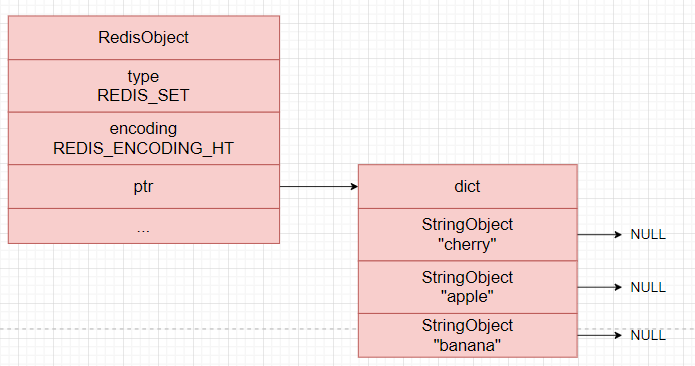 RedisObject
type
REDIS_SET
encoding
REDIS_ENCODING_HT
ptr
...
dict
StringObject
"cherry"
NULL
StringObject
"apple"
NULL
StringObject
"banana"
NULL